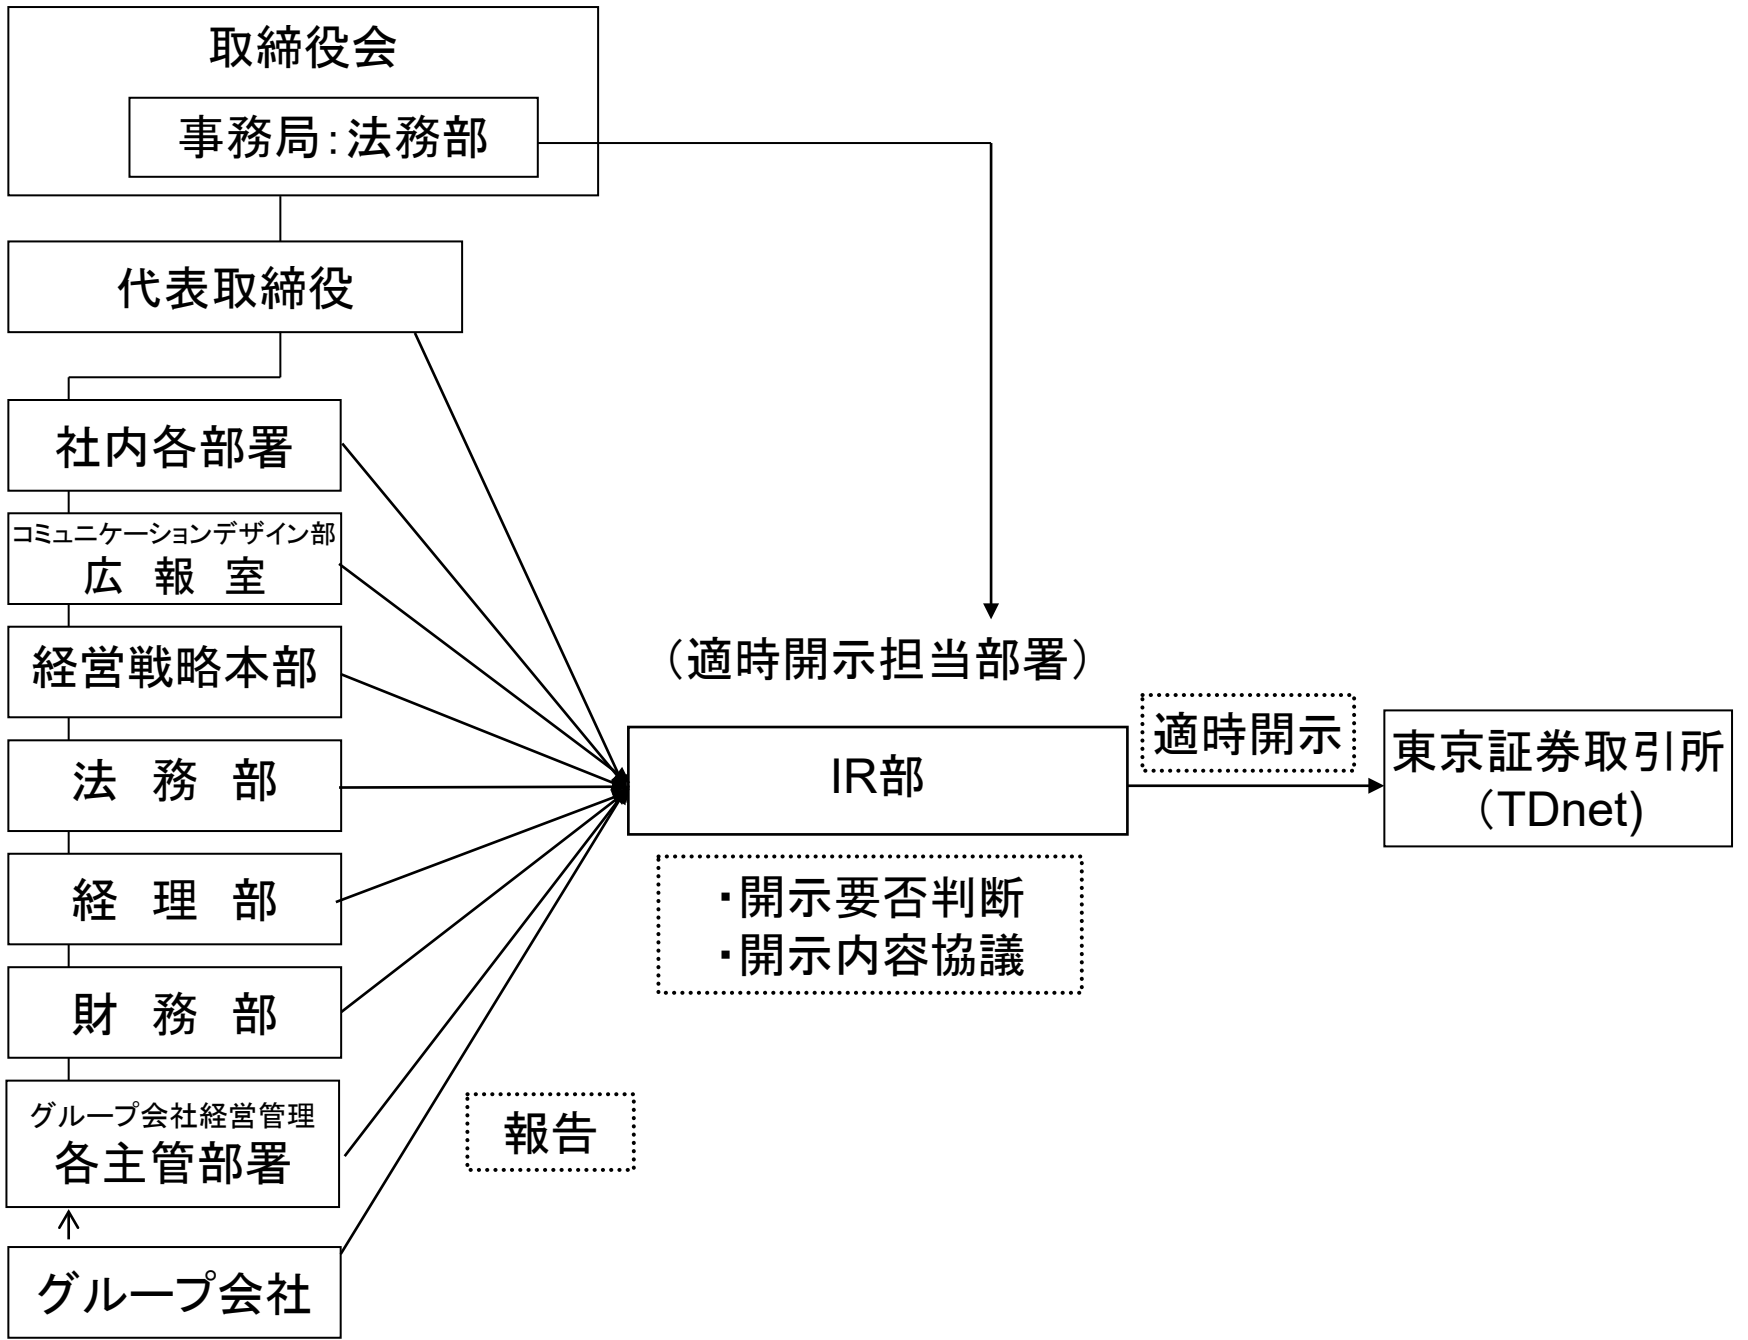 取締役会
事務局：法務部
代表取締役
社内各部署
コミュニケーションデザイン部
広　報　室
経営戦略本部
法　務　部
経　理　部
財　務　部
グループ会社経営管理
各主管部署
グループ会社
報告
（適時開示担当部署）
IR部
・開示要否判断
・開示内容協議
適時開示
東京証券取引所
（TDnet)